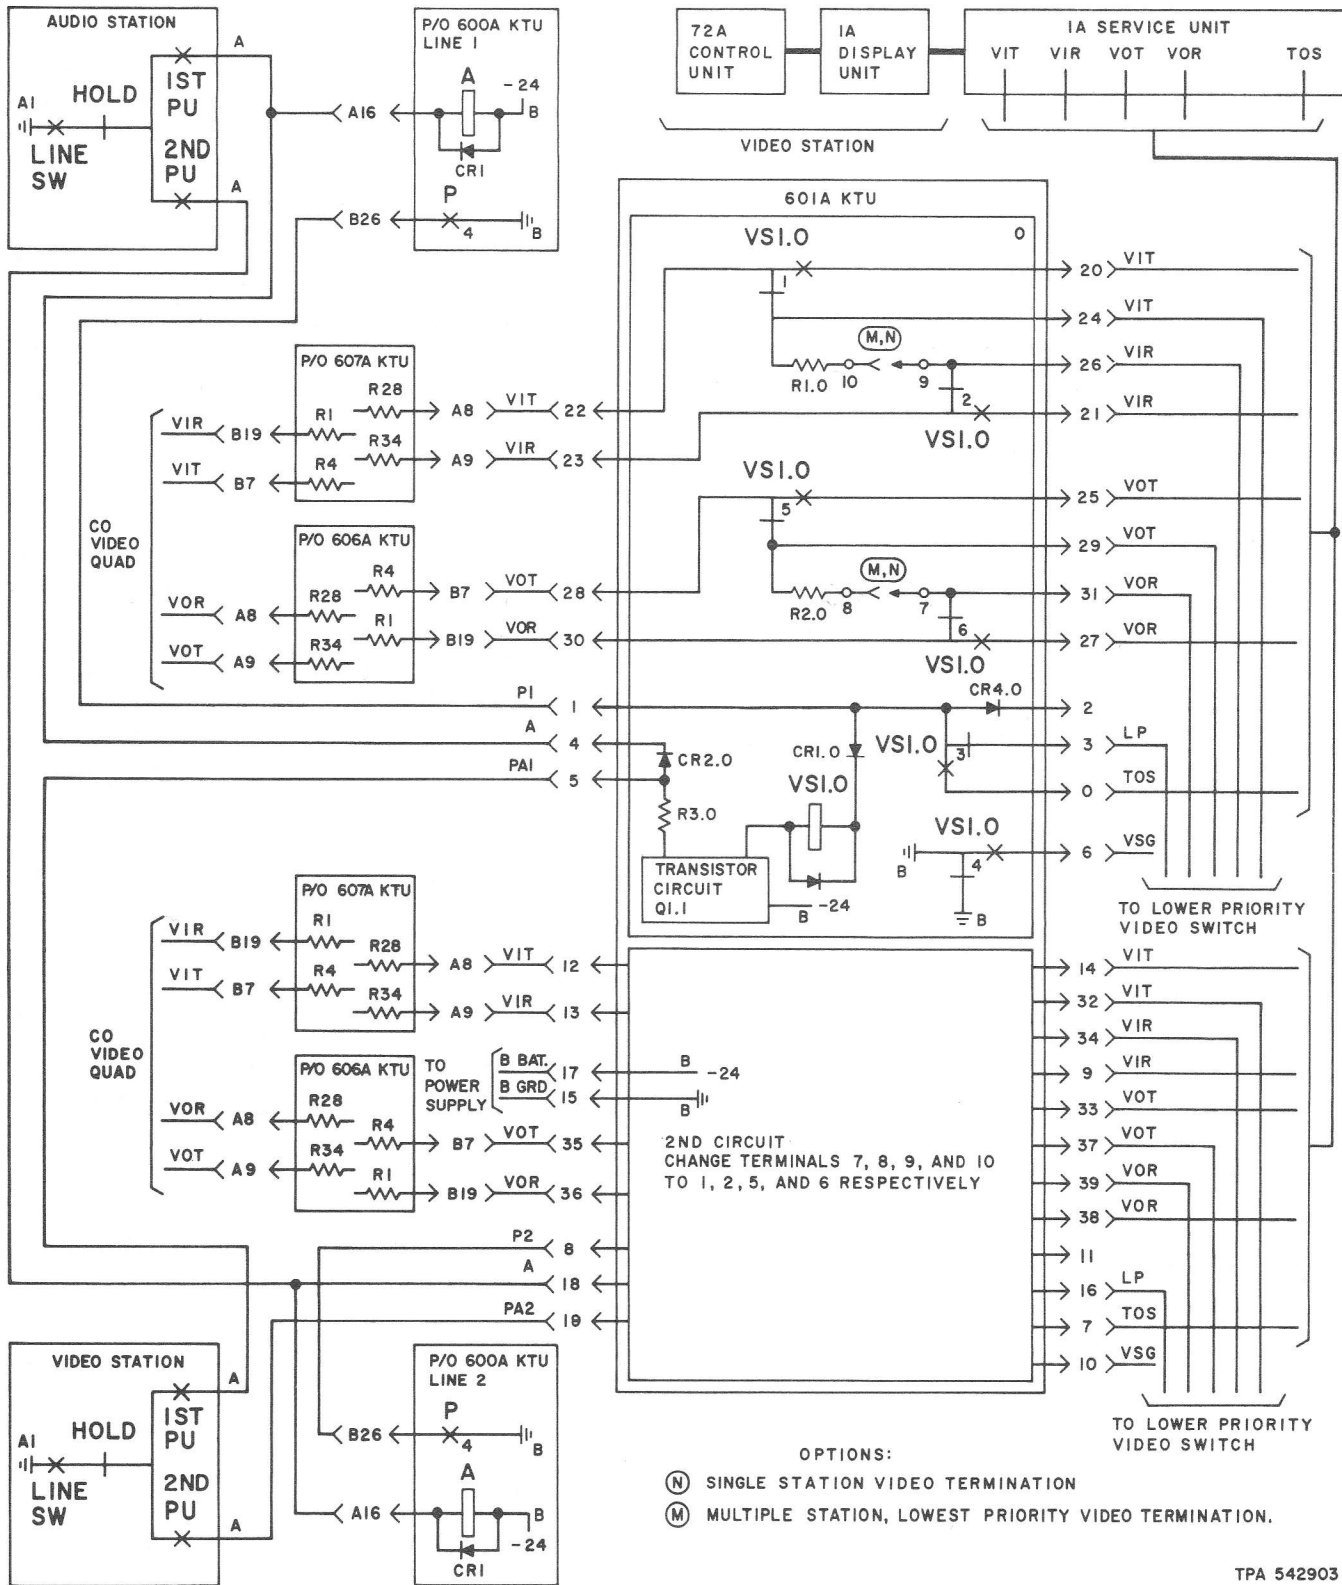 AUDIO STATION
A
A1
HOLD
1ST
PU
2ND
PU
LINE
SW
A
P/O 600A KTU
LINE 1
A16
A
-24
B
CR1
B26
P
4
B
72A
CONTROL
UNIT
1A
DISPLAY
UNIT
VIDEO STATION
1A SERVICE UNIT
VIT VIR VOT VOR TOS
601A KTU
0
VS1.0
1
20 VIT
24 VIT
M,N
R1.0 10 9
26 VIR
2
21 VIR
VS1.0
VS1.0
5
25 VOT
29 VOT
M,N
R2.0 8 7
31 VOR
6
27 VOR
VS1.0
CR4.0
2
VS1.0
3
3 LP
0 TOS
CR1.0
VS1.0
CR2.0
R3.0
TRANSISTOR
CIRCUIT
Q1.1
B -24
VS1.0
B
4
B
6 VSG
TO LOWER PRIORITY
VIDEO SWITCH
CO
VIDEO
QUAD
P/O 607A KTU
R28
A8 VIT 22
VIR B19 R1
R34
A9 VIR 23
VIT B7 R4
P/O 606A KTU
R4
B7 VOT 28
VOR A8 R28
R1
B19 VOR 30
VOT A9 R34
P1 1
A 4
PA1 5
CO
VIDEO
QUAD
P/O 607A KTU
R1
VIR B19
R28
A8 VIT 12
R4
VIT B7
R34
A9 VIR 13
P/O 606A KTU
TO
POWER
SUPPLY
B BAT. 17
B -24
B GRD 15
B
R28
VOR A8
R4
B7 VOT 35
R34
VOT A9
R1
B19 VOR 36
2ND CIRCUIT
CHANGE TERMINALS 7, 8, 9, AND 10
TO 1, 2, 5, AND 6 RESPECTIVELY
P2 8
A 18
PA2 19
14 VIT
32 VIT
34 VIR
9 VIR
33 VOT
37 VOT
39 VOR
38 VOR
11
16 LP
7 TOS
10 VSG
TO LOWER PRIORITY
VIDEO SWITCH
VIDEO STATION
A
A1
HOLD
1ST
PU
2ND
PU
LINE
SW
A
P/O 600A KTU
LINE 2
B26
P
4
B
A16
A
B
-24
CR1
OPTIONS:
N SINGLE STATION VIDEO TERMINATION
M MULTIPLE STATION, LOWEST PRIORITY VIDEO TERMINATION.
TPA 542903